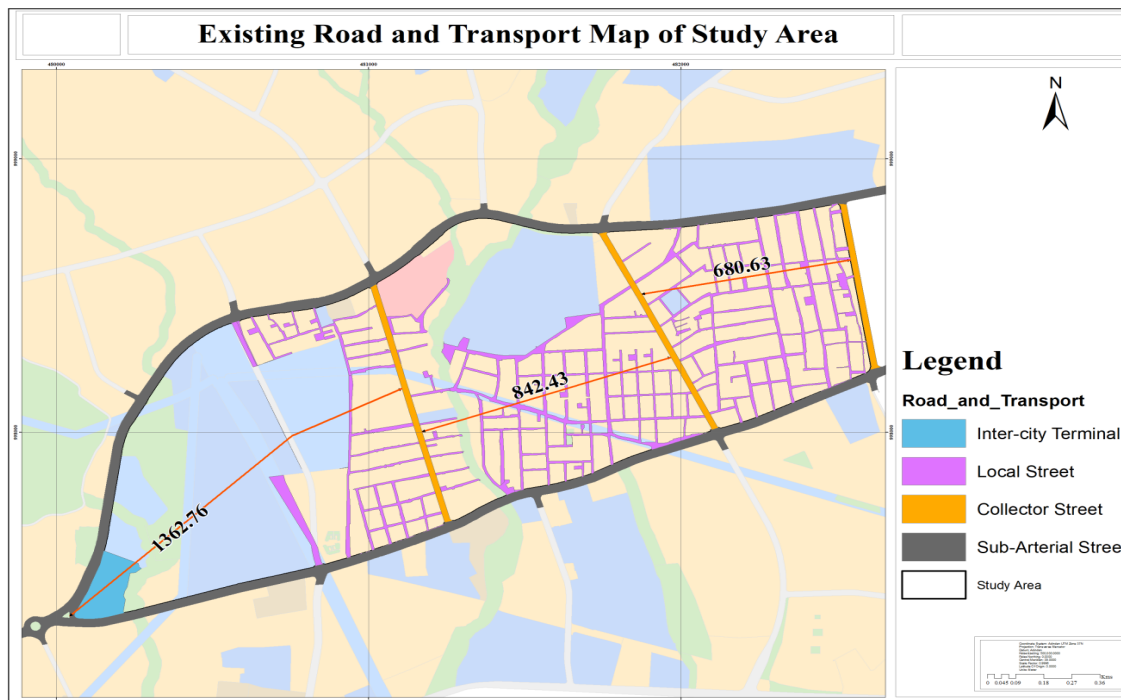 Existing Road and Transport Map of Study Area
N
680.63
842.43
1362.76
Legend
Road_and_Transport
Inter-city Terminal
Local Street
Collector Street
Sub-Arterial Stree
Study Area
0 0.045 0.09 0.18 0.27 0.36
Kms